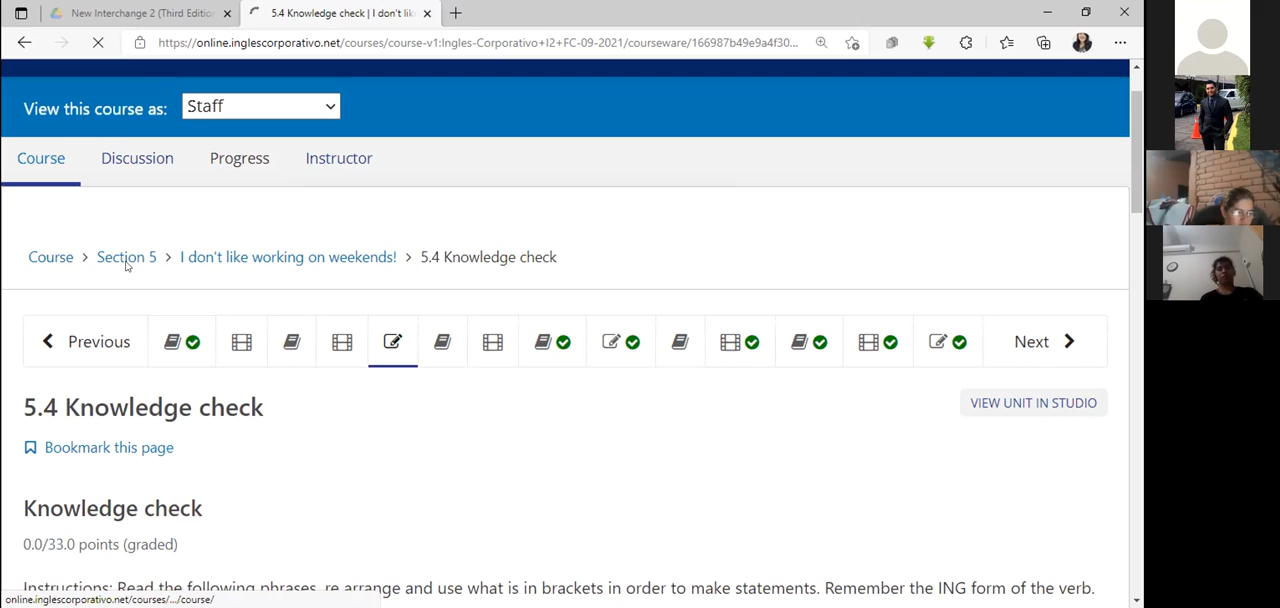 New Interchange 2 (Third Edition
5.4 Knowledge check | I don't lik
https://online.inglescorporativo.net/courses/course-v1:Ingles-Corporativo+I2+FC-09-2021/courseware/166987b49e9a4f30...
View this course as: Staff
Course Discussion Progress Instructor
Course > Section 5 > I don't like working on weekends! > 5.4 Knowledge check
Previous
Next
5.4 Knowledge check
VIEW UNIT IN STUDIO
Bookmark this page
Knowledge check
0.0/33.0 points (graded)
Instructions: Read the following phrases, re arrange and use what is in brackets in order to make statements. Remember the ING form of the verb.
online.inglescorporativo.net/courses/.../course/